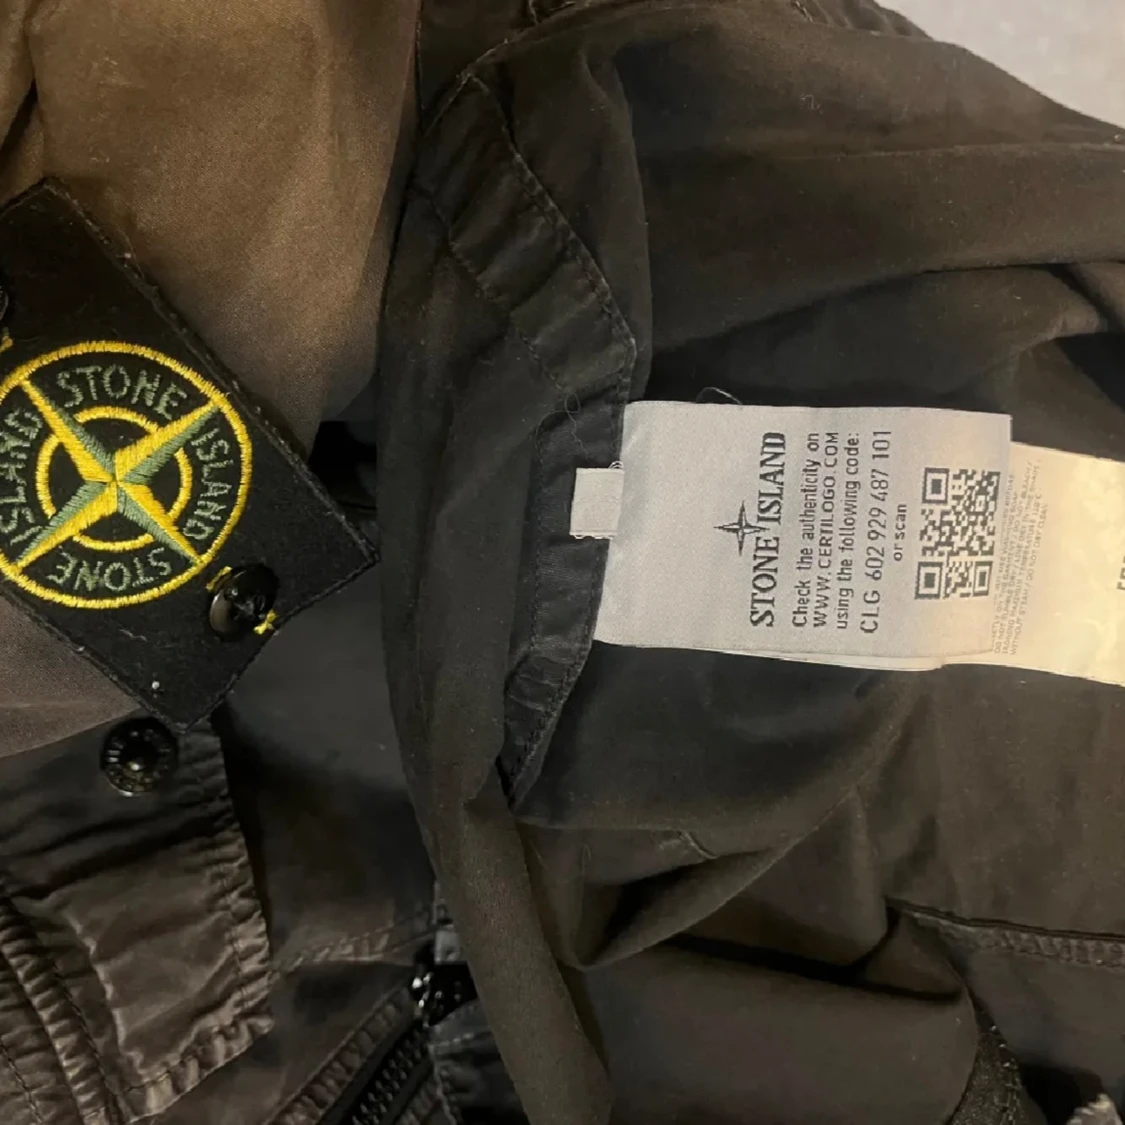 STONE
ISLAND
STONE
ISLAND
STONE ISLAND
Check the authenticity on
WWW.CERTILOGO.COM
using the following code:
CLG 602 929 487 101
or scan